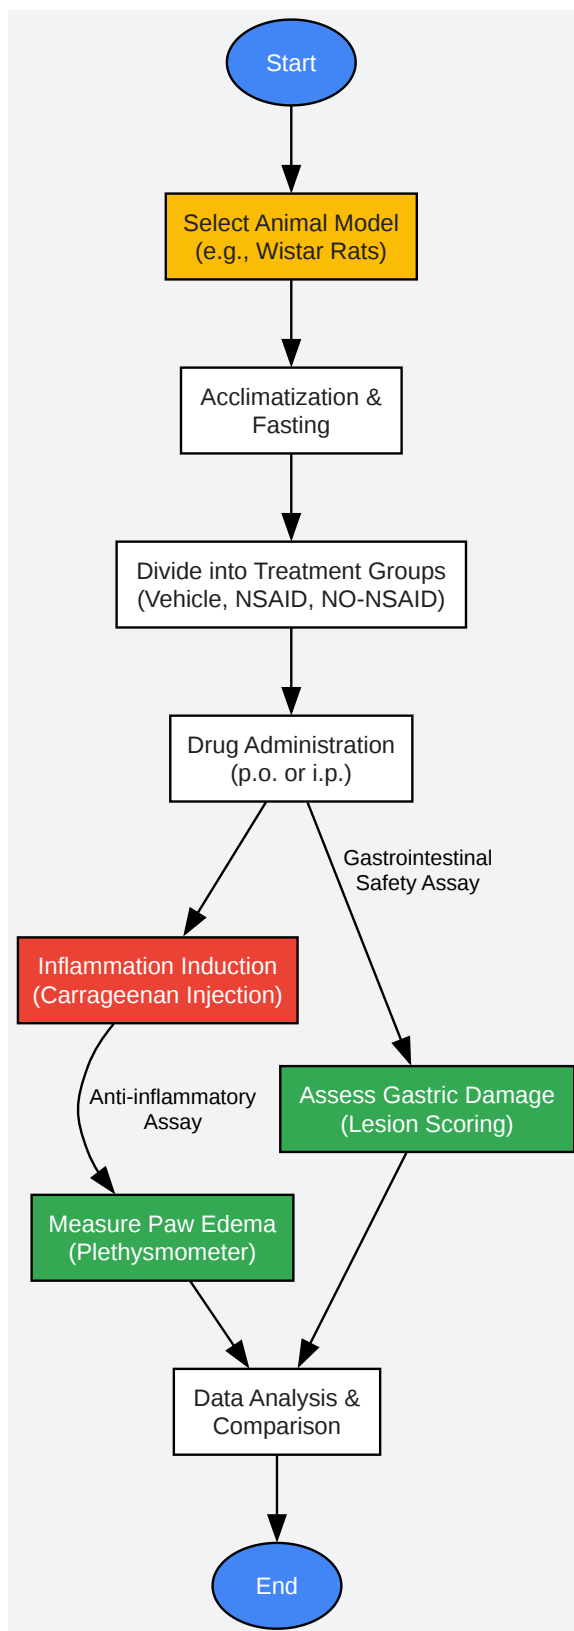 Start
Select Animal Model
(e.g., Wistar Rats)
Acclimatization &
Fasting
Divide into Treatment Groups
(Vehicle, NSAID, NO-NSAID)
Drug Administration
(p.o. or i.p.)
Gastrointestinal
Safety Assay
Inflammation Induction
(Carrageenan Injection)
Anti-inflammatory
Assay
Assess Gastric Damage
(Lesion Scoring)
Measure Paw Edema
(Plethysmometer)
Data Analysis &
Comparison
End